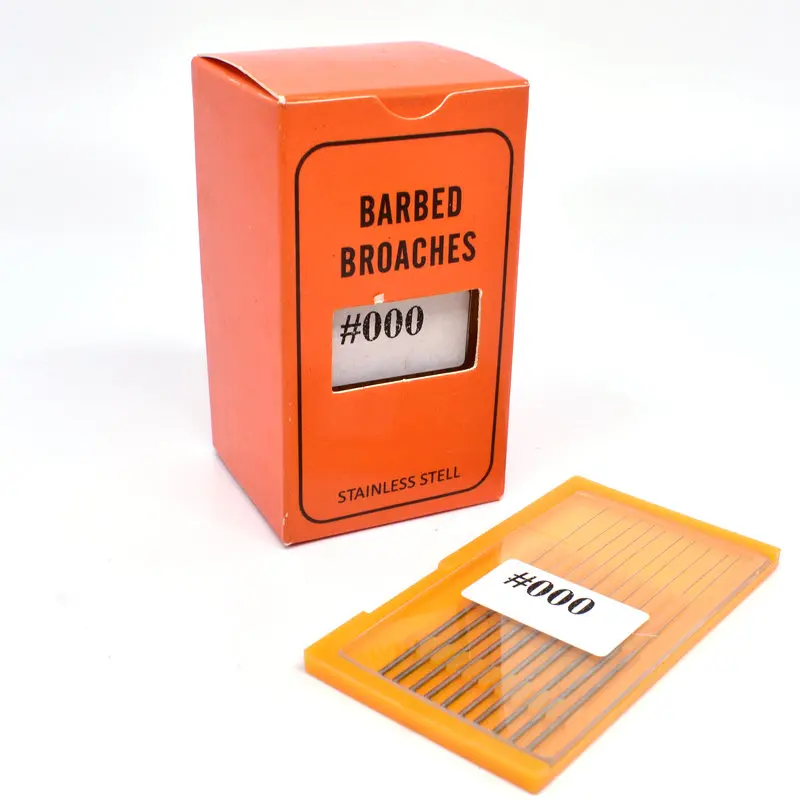 BARBED
BROACHES
#000
STAINLESS STELL
#000